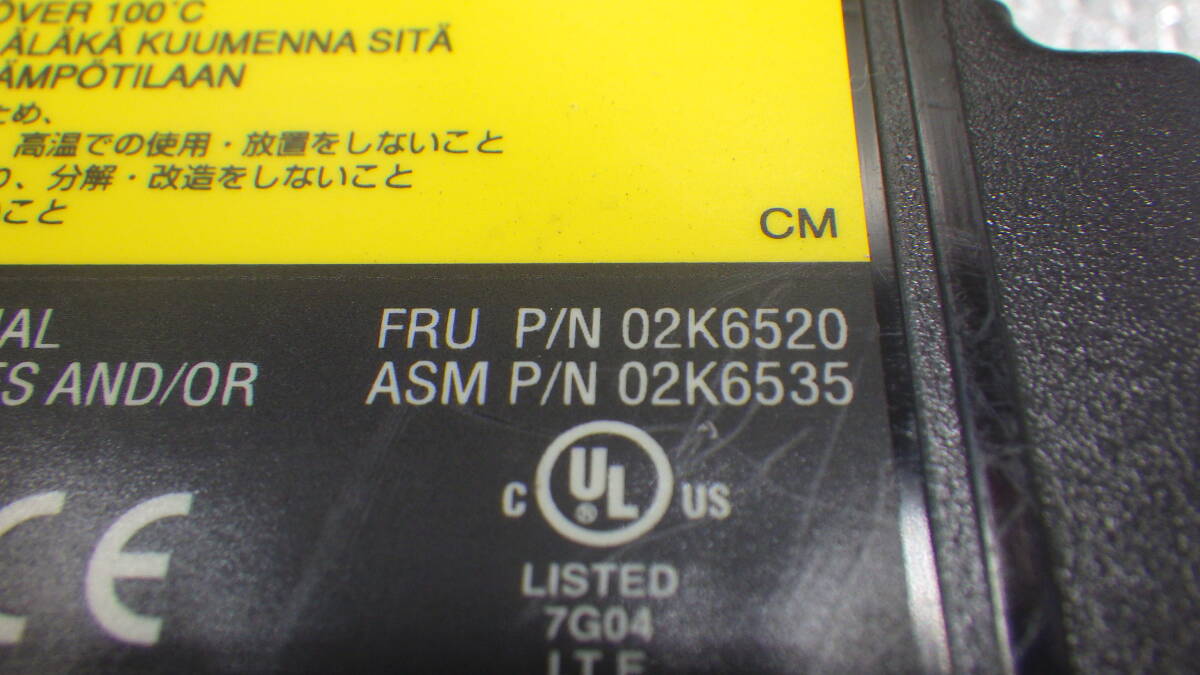 OVER 100°C
ÄLÄKÄ KUUMENNA SITÄ
ÄMPÖTILAAN
ため、
高温での使用・放置をしないこと
、分解・改造をしないこと
こと
CM
FRU P/N 02K6520
AND/OR ASM P/N 02K6535
C UL® US
CE
LISTED
7G04
I.T.E